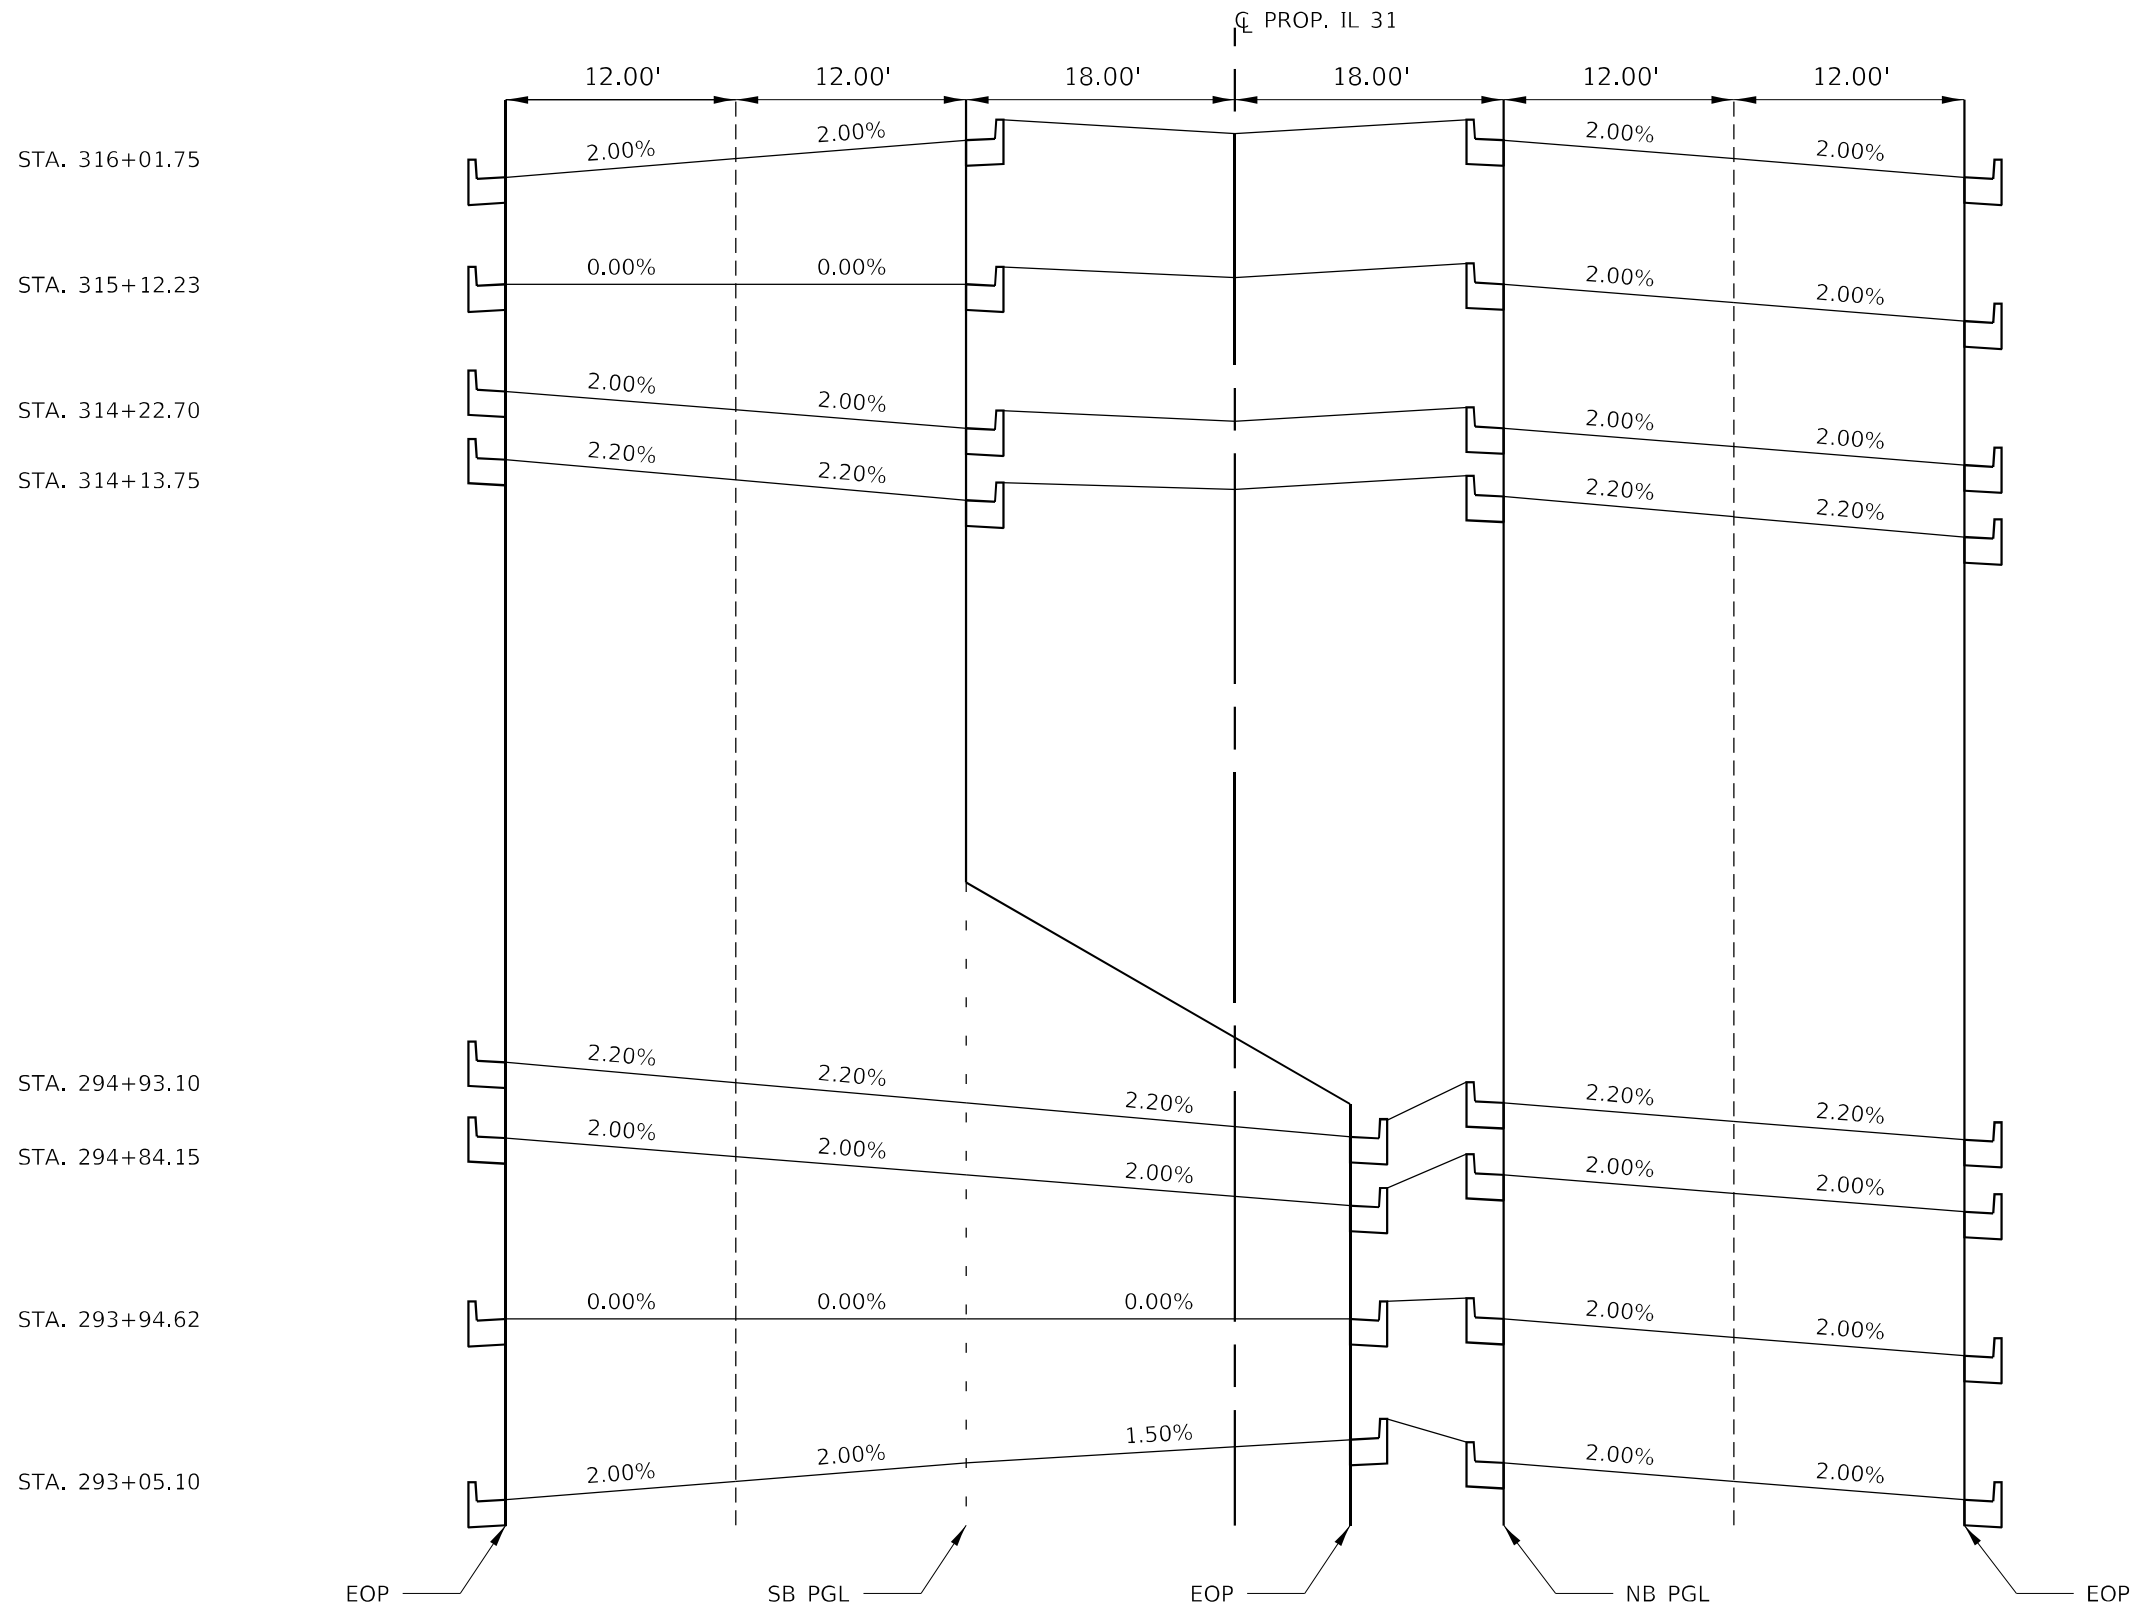 ℄ PROP. IL 31
12.00' 12.00' 18.00' 18.00' 12.00' 12.00'
STA. 316+01.75 2.00% 2.00% 2.00% 2.00%
STA. 315+12.23 0.00% 0.00% 2.00% 2.00%
STA. 314+22.70 2.00% 2.00% 2.00% 2.00%
STA. 314+13.75 2.20% 2.20% 2.20% 2.20%
STA. 294+93.10 2.20% 2.20% 2.20% 2.20% 2.20%
STA. 294+84.15 2.00% 2.00% 2.00% 2.00% 2.00%
STA. 293+94.62 0.00% 0.00% 0.00% 2.00% 2.00%
STA. 293+05.10 2.00% 2.00% 1.50% 2.00% 2.00%
EOP SB PGL EOP NB PGL EOP